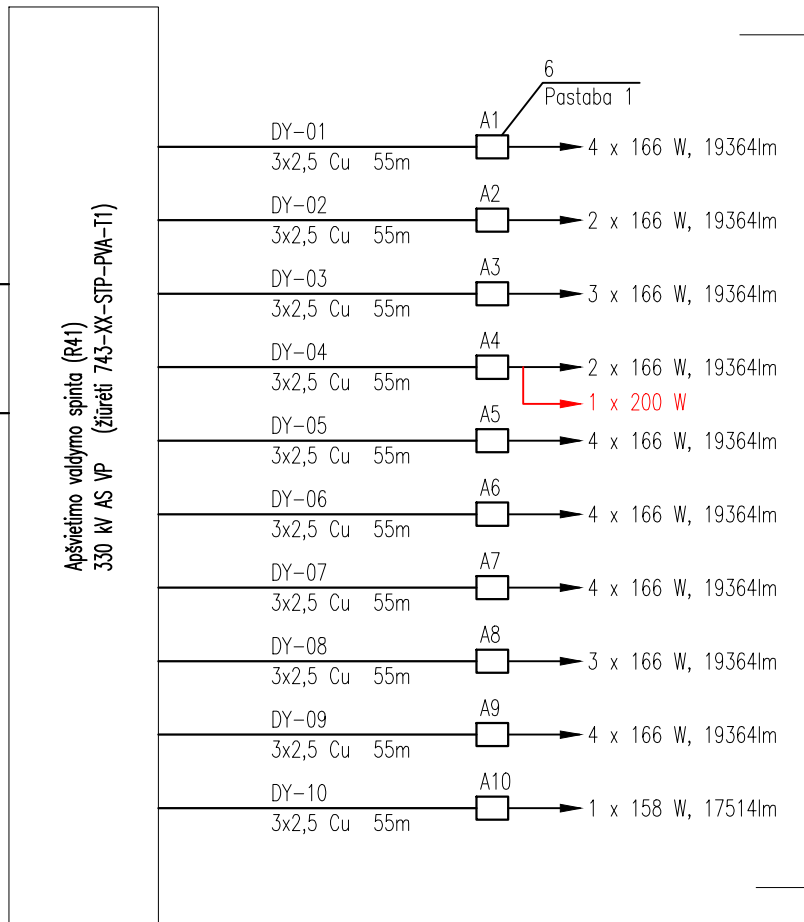 6
Pastaba 1
Apšvietimo valdymo spinta (R41)
330 kV AS VP (žiūrėti 743-XX-STP-PVA-T1)
DY-01
3x2,5 Cu 55m
A1
4 x 166 W, 19364lm
DY-02
3x2,5 Cu 55m
A2
2 x 166 W, 19364lm
DY-03
3x2,5 Cu 55m
A3
3 x 166 W, 19364lm
DY-04
3x2,5 Cu 55m
A4
2 x 166 W, 19364lm
1 x 200 W
DY-05
3x2,5 Cu 55m
A5
4 x 166 W, 19364lm
DY-06
3x2,5 Cu 55m
A6
4 x 166 W, 19364lm
DY-07
3x2,5 Cu 55m
A7
4 x 166 W, 19364lm
DY-08
3x2,5 Cu 55m
A8
3 x 166 W, 19364lm
DY-09
3x2,5 Cu 55m
A9
4 x 166 W, 19364lm
DY-10
3x2,5 Cu 55m
A10
1 x 158 W, 17514lm